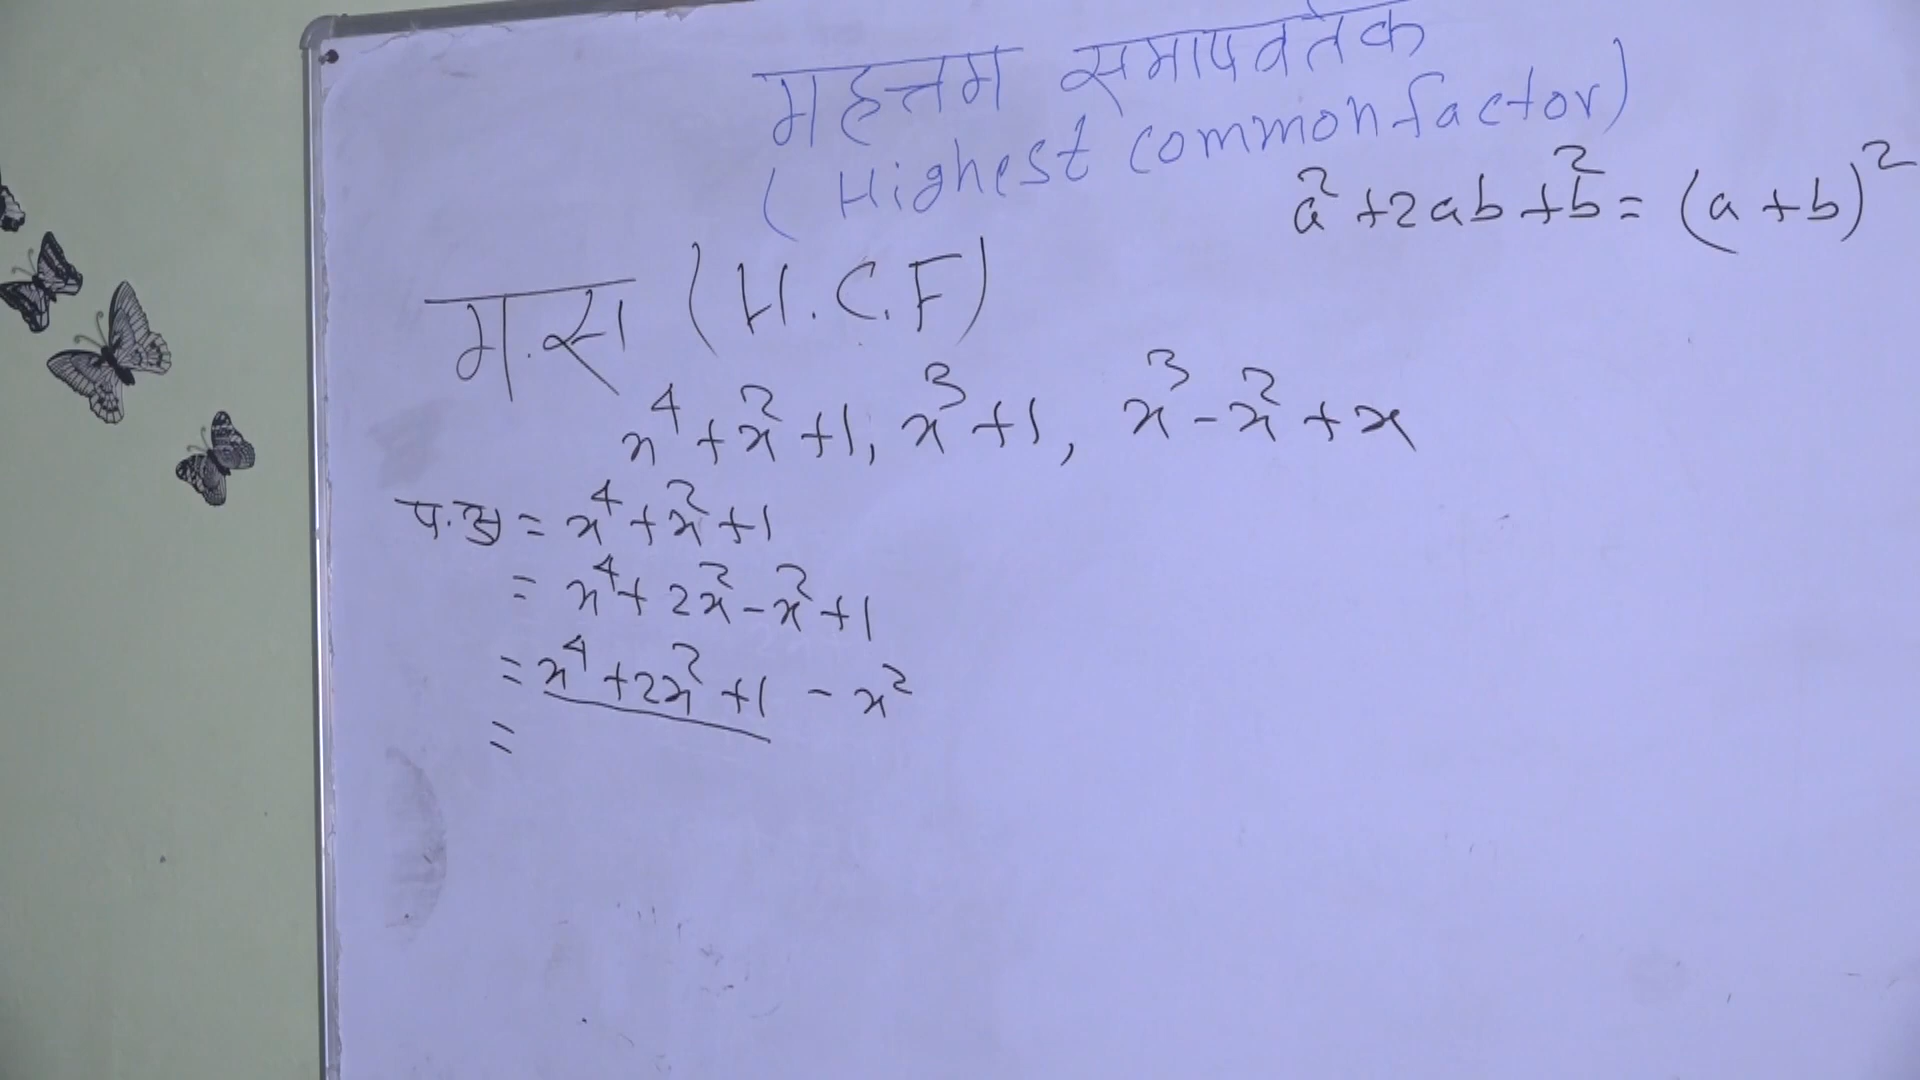 महत्तम समापवर्तक
(Highest common factor)
a²+2ab+b²=(a+b)²
म.स (H.C.F)
x⁴+x²+1, x³+1, x³-x²+x
प.अ = x⁴+x²+1
= x⁴+2x²-x²+1
= x⁴+2x²+1 - x²
=